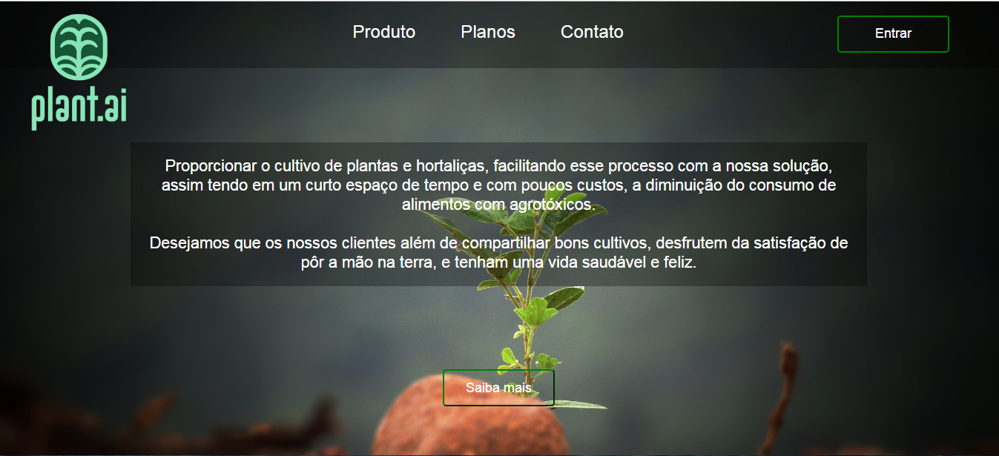 plant.ai
Produto
Planos
Contato
Entrar
Proporcionar o cultivo de plantas e hortaliças, facilitando esse processo com a nossa solução,
assim tendo em um curto espaço de tempo e com poucos custos, a diminuição do consumo de
alimentos com agrotóxicos.
Desejamos que os nossos clientes além de compartilhar bons cultivos, desfrutem da satisfação de
pôr a mão na terra, e tenham uma vida saudável e feliz.
Saiba mais